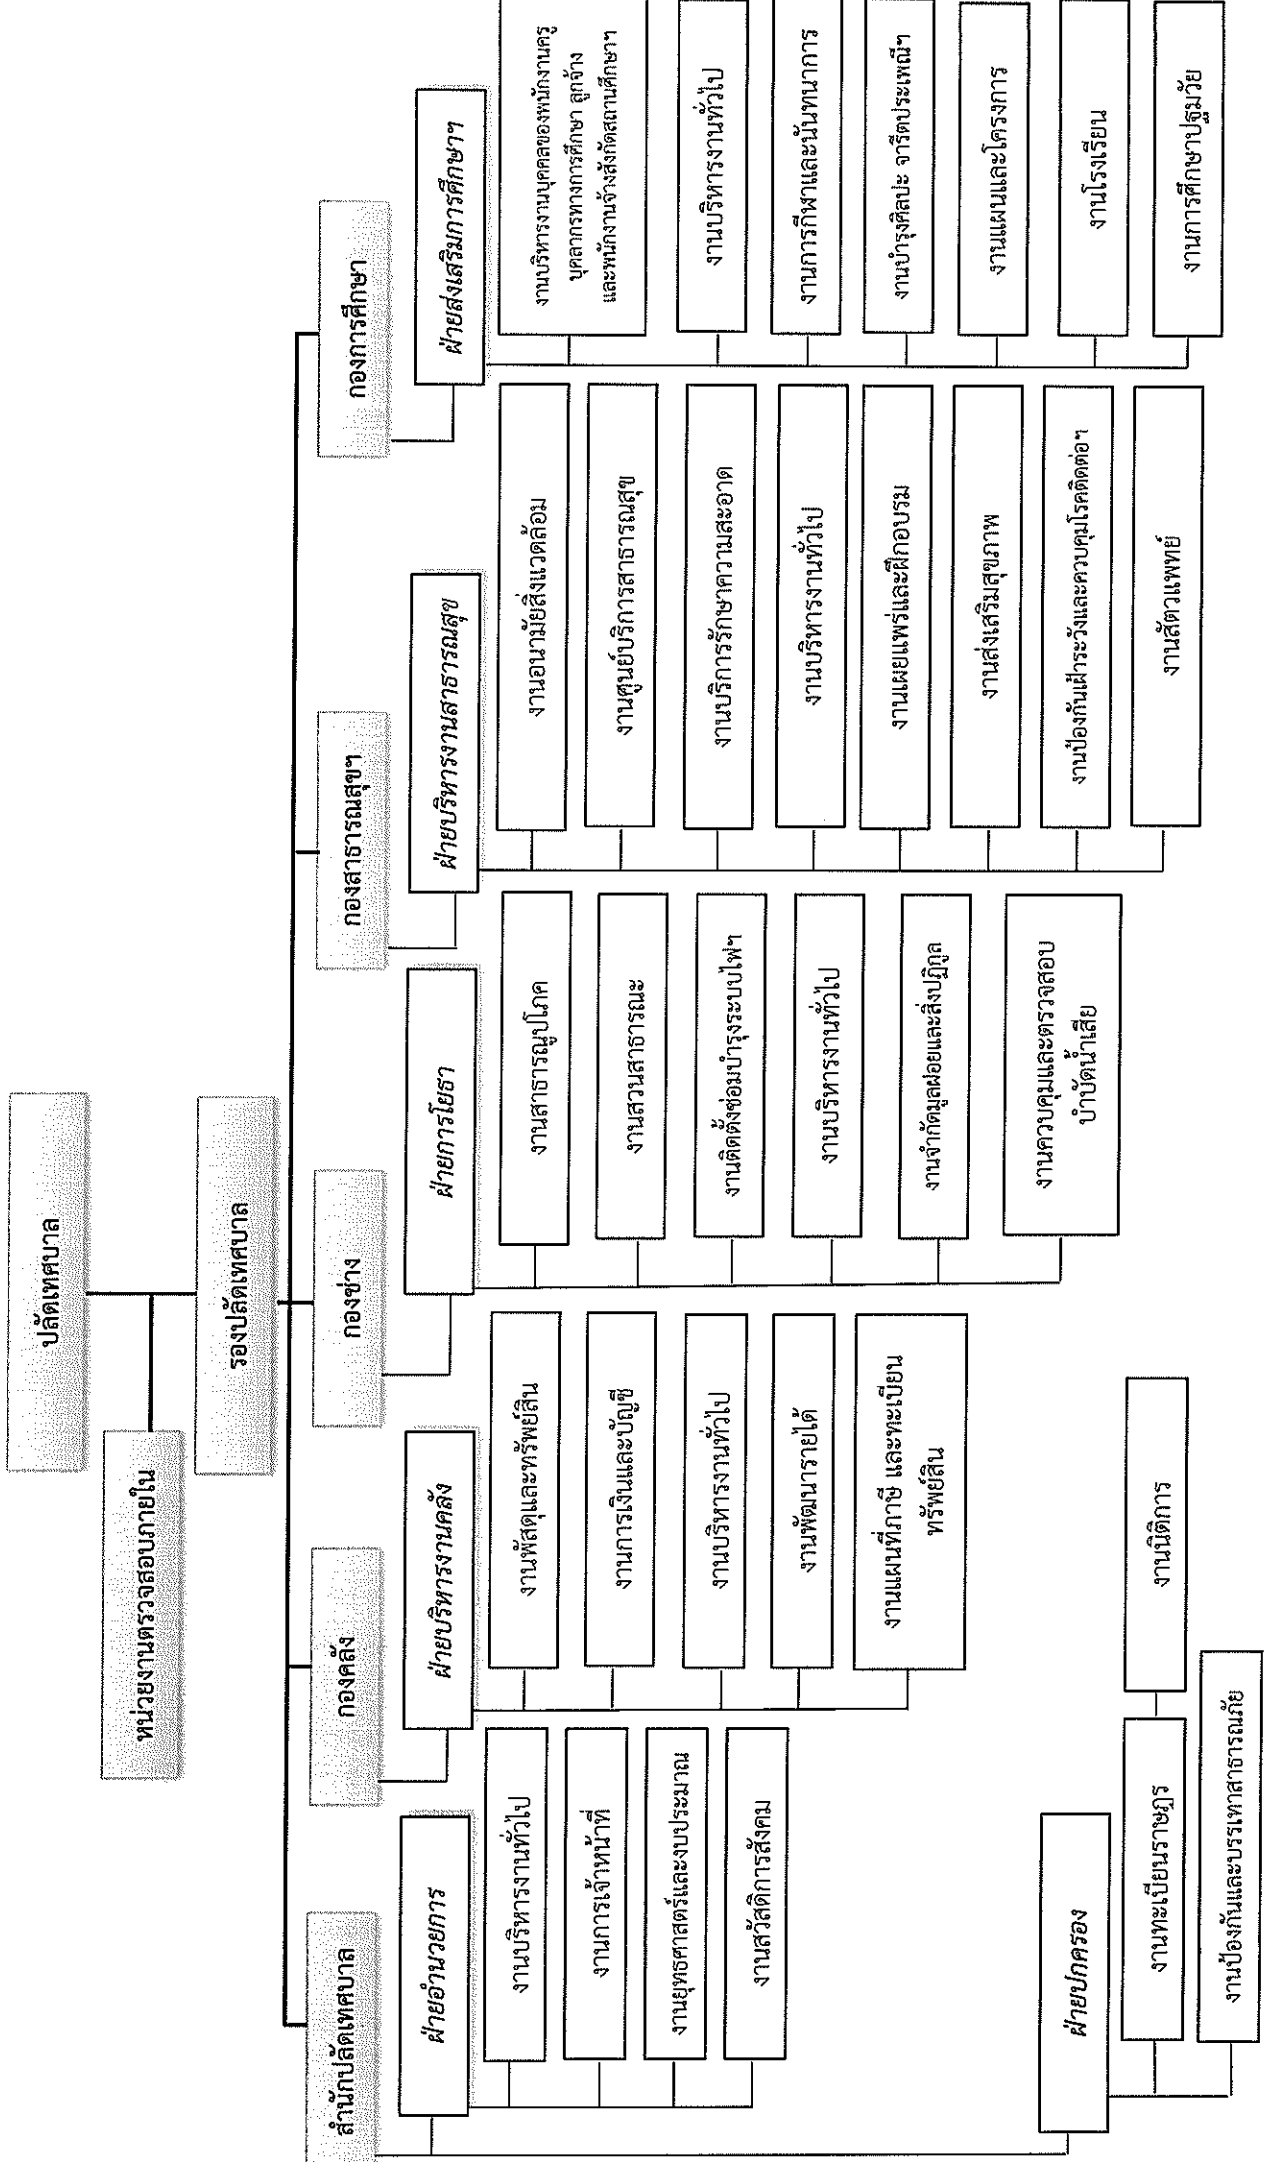 ปลัดเทศบาล
หน่วยงานตรวจสอบภายใน
รองปลัดเทศบาล
สำนักปลัดเทศบาล
กองคลัง
กองช่าง
กองสาธารณสุขฯ
กองการศึกษา
ฝ่ายอำนวยการ
งานบริหารงานทั่วไป
งานการเจ้าหน้าที่
งานยุทธศาสตร์และงบประมาณ
งานสวัสดิการสังคม
ฝ่ายปกครอง
งานทะเบียนราษฎร
งานนิติการ
งานป้องกันและบรรเทาสาธารณภัย
ฝ่ายบริหารงานคลัง
งานพัสดุและทรัพย์สิน
งานการเงินและบัญชี
งานบริหารงานทั่วไป
งานพัฒนารายได้
งานแผนที่ภาษี และทะเบียน
ทรัพย์สิน
ฝ่ายการโยธา
งานสาธารณูปโภค
งานสวนสาธารณะ
งานติดตั้งซ่อมบำรุงระบบไฟฯ
งานบริหารงานทั่วไป
งานจำกัดมูลฝอยและสิ่งปฏิกูล
งานควบคุมและตรวจสอบ
บำบัดน้ำเสีย
ฝ่ายบริหารงานสาธารณสุข
งานอนามัยสิ่งแวดล้อม
งานศูนย์บริการสาธารณสุข
งานบริการรักษาความสะอาด
งานบริหารงานทั่วไป
งานเผยแพร่และฝึกอบรม
งานส่งเสริมสุขภาพ
งานป้องกันเฝ้าระวังและควบคุมโรคติดต่อฯ
งานสัตวแพทย์
ฝ่ายส่งเสริมการศึกษาฯ
งานบริหารงานบุคคลของพนักงานครู
บุคลากรทางการศึกษา ลูกจ้าง
และพนักงานจ้างสังกัดสถานศึกษาฯ
งานบริหารงานทั่วไป
งานการกีฬาและนันทนาการ
งานบำรุงศิลปะ จารีตประเพณีฯ
งานแผนและโครงการ
งานโรงเรียน
งานการศึกษาปฐมวัย